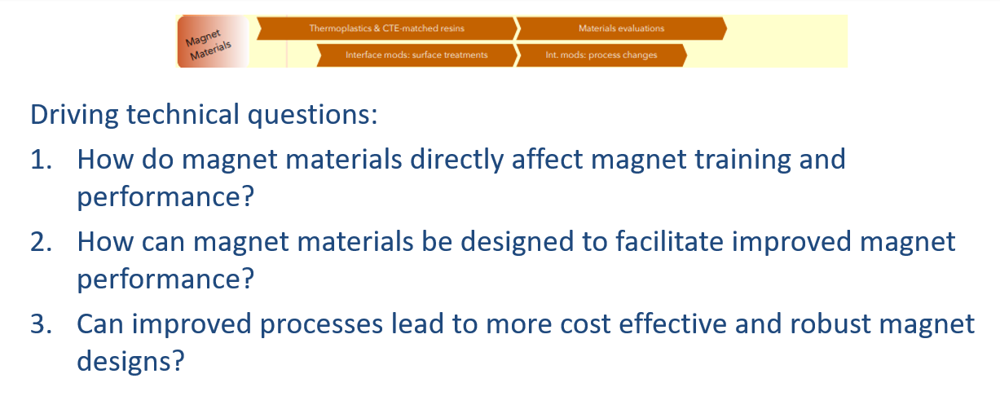 Magnet
Materials
Thermoplastics & CTE-matched resins
Materials evaluations
Interface mods: surface treatments
Int. mods: process changes
Driving technical questions:
1. How do magnet materials directly affect magnet training and
performance?
2. How can magnet materials be designed to facilitate improved magnet
performance?
3. Can improved processes lead to more cost effective and robust magnet
designs?